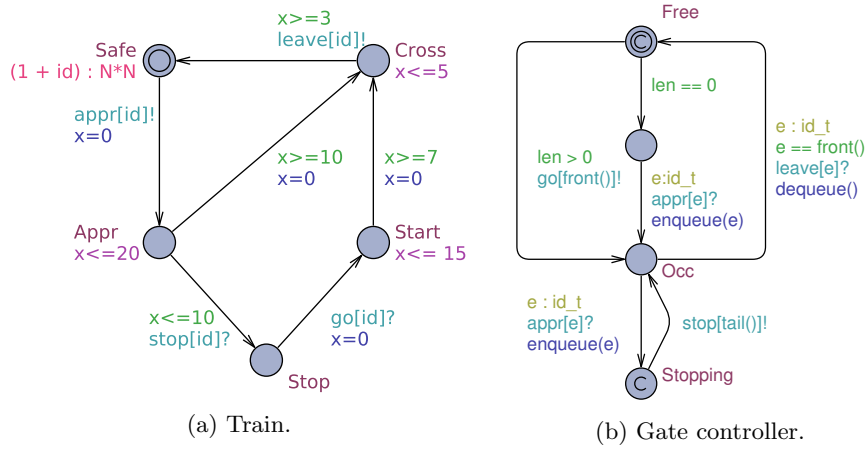 Safe
(1 + id) : N*N
x>=3
leave[id]!
Cross
x<=5
appr[id]!
x=0
x>=10
x=0
x>=7
x=0
Appr
x<=20
Start
x<= 15
x<=10
stop[id]?
go[id]?
x=0
Stop
(a) Train.
Free
C
len == 0
len > 0
go[front()]!
e:id_t
appr[e]?
enqueue(e)
e : id_t
e == front()
leave[e]?
dequeue()
Occ
e : id_t
appr[e]?
enqueue(e)
stop[tail()]!
C
Stopping
(b) Gate controller.